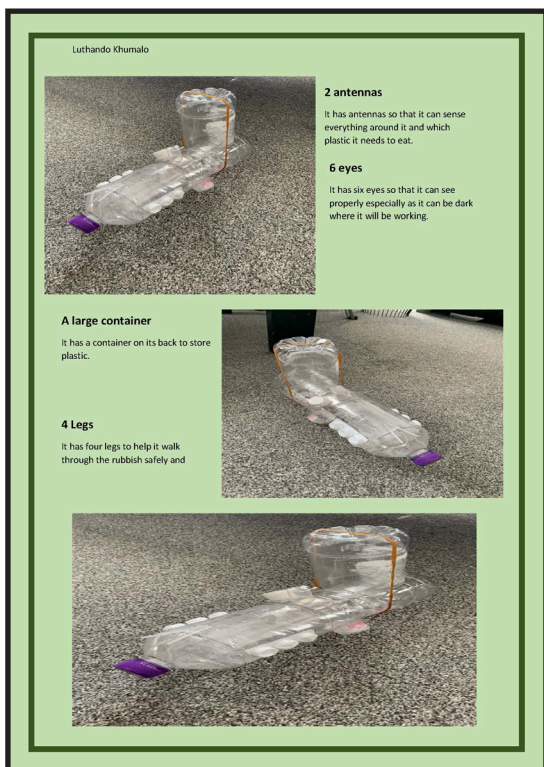 Luthando Khumalo
2 antennas
It has antennas so that it can sense
everything around it and which
plastic it needs to eat.
6 eyes
It has six eyes so that it can see
properly especially as it can be dark
where it will be working.
A large container
It has a container on its back to store
plastic.
4 Legs
It has four legs to help it walk
through the rubbish safely and